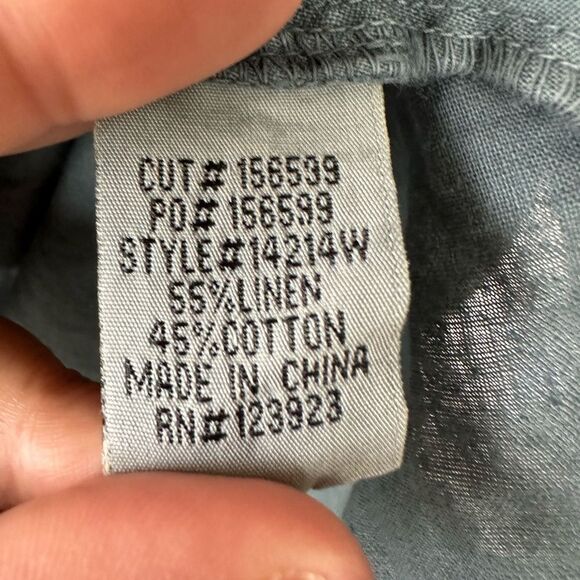 CUT# 156599
PO# 156599
STYLE#14214W
55%LINEN
45%COTTON
MADE IN CHINA
RN#123923